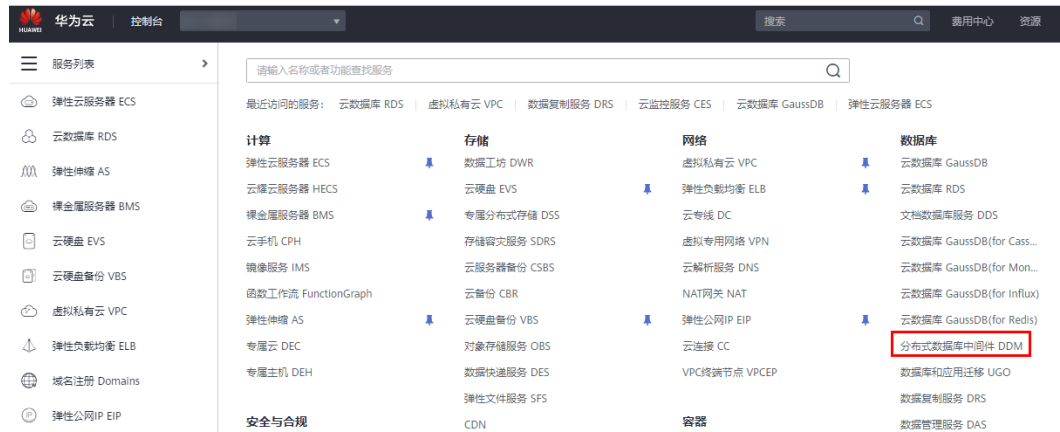 HUAWEI 华为云 控制台 搜索 费用中心 资源
服务列表
弹性云服务器 ECS
云数据库 RDS
弹性伸缩 AS
裸金属服务器 BMS
云硬盘 EVS
云硬盘备份 VBS
虚拟私有云 VPC
弹性负载均衡 ELB
域名注册 Domains
弹性公网IP EIP
请输入名称或者功能查找服务
最近访问的服务： 云数据库 RDS 虚拟私有云 VPC 数据复制服务 DRS 云监控服务 CES 云数据库 GaussDB 弹性云服务器 ECS
计算
弹性云服务器 ECS
云耀云服务器 HECS
裸金属服务器 BMS
云手机 CPH
镜像服务 IMS
函数工作流 FunctionGraph
弹性伸缩 AS
专属云 DEC
专属主机 DEH
安全与合规
存储
数据工坊 DWR
云硬盘 EVS
专属分布式存储 DSS
存储容灾服务 SDRS
云服务器备份 CSBS
云备份 CBR
云硬盘备份 VBS
对象存储服务 OBS
数据快递服务 DES
弹性文件服务 SFS
CDN
网络
虚拟私有云 VPC
弹性负载均衡 ELB
云专线 DC
虚拟专用网络 VPN
云解析服务 DNS
NAT网关 NAT
弹性公网IP EIP
云连接 CC
VPC终端节点 VPCEP
容器
数据库
云数据库 GaussDB
云数据库 RDS
文档数据库服务 DDS
云数据库 GaussDB(for Cass...
云数据库 GaussDB(for Mon...
云数据库 GaussDB(for Influx)
云数据库 GaussDB(for Redis)
分布式数据库中间件 DDM
数据库和应用迁移 UGO
数据复制服务 DRS
数据管理服务 DAS